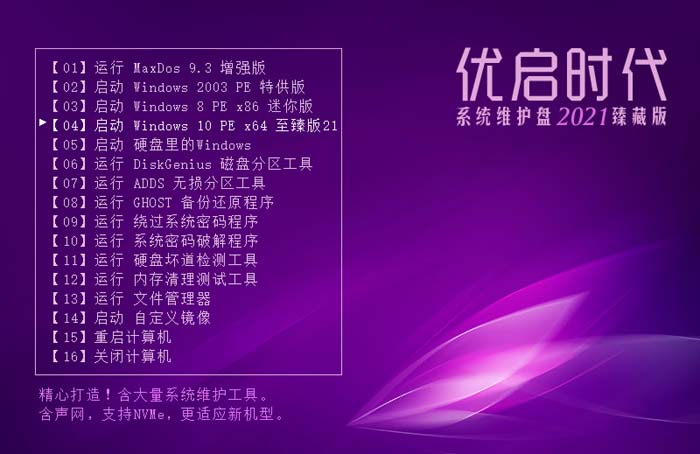 优启时代
系统维护盘2021臻藏版
【01】运行 MaxDos 9.3 增强版
【02】启动 Windows 2003 PE 特供版
【03】启动 Windows 8 PE x86 迷你版
【04】启动 Windows 10 PE x64 至臻版21
【05】启动 硬盘里的Windows
【06】运行 DiskGenius 磁盘分区工具
【07】运行 ADDS 无损分区工具
【08】运行 GHOST 备份还原程序
【09】运行 绕过系统密码程序
【10】运行 系统密码破解程序
【11】运行 硬盘坏道检测工具
【12】运行 内存清理测试工具
【13】运行 文件管理器
【14】启动 自定义镜像
【15】重启计算机
【16】关闭计算机
精心打造！含大量系统维护工具。
含声网，支持NVMe，更适应新机型。